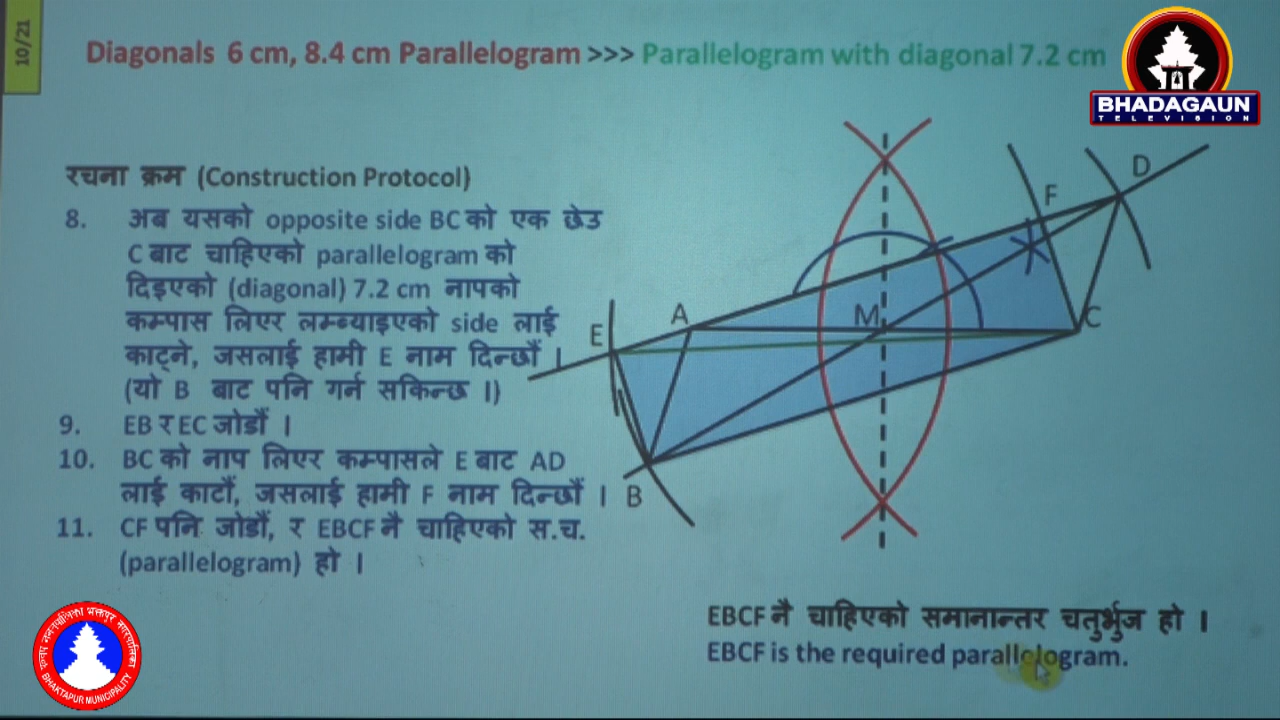 10/21
Diagonals 6 cm, 8.4 cm Parallelogram >>> Parallelogram with diagonal 7.2 cm
BHADAGAUN
TELEVISION
रचना क्रम (Construction Protocol)
8. अब यसको opposite side BC को एक छेउ
C बाट चाहिएको parallelogram को
दिइएको (diagonal) 7.2 cm नापको
कम्पास लिएर लम्ब्याइएको side लाई
काट्ने, जसलाई हामी E नाम दिन्छौं ।
(यो B बाट पनि गर्न सकिन्छ ।)
9. EB र EC जोडौं ।
10. BC को नाप लिएर कम्पासले E बाट AD
लाई काटौं, जसलाई हामी F नाम दिन्छौं ।
11. CF पनि जोडौं, र EBCF नै चाहिएको स.च.
(parallelogram) हो ।
D
F
A
M
C
E
B
EBCF नै चाहिएको समानान्तर चतुर्भुज हो ।
EBCF is the required parallelogram.
BHAKTAPUR MUNICIPALITY